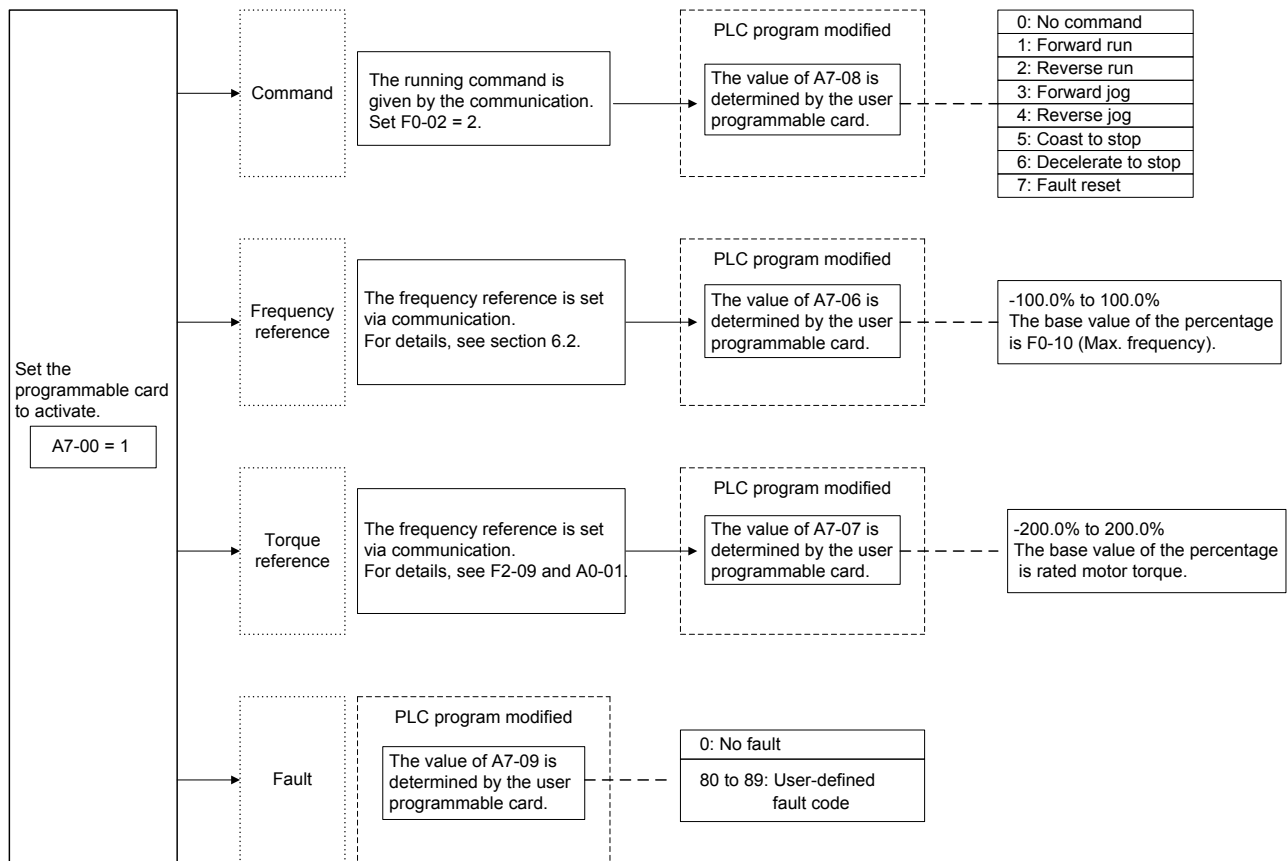 Set the
programmable card
to activate.
A7-00 = 1
Command
The running command is
given by the communication.
Set F0-02 = 2.
PLC program modified
The value of A7-08 is
determined by the user
programmable card.
0: No command
1: Forward run
2: Reverse run
3: Forward jog
4: Reverse jog
5: Coast to stop
6: Decelerate to stop
7: Fault reset
Frequency
reference
The frequency reference is set
via communication.
For details, see section 6.2.
PLC program modified
The value of A7-06 is
determined by the user
programmable card.
-100.0% to 100.0%
The base value of the percentage
is F0-10 (Max. frequency).
Torque
reference
The frequency reference is set
via communication.
For details, see F2-09 and A0-01.
PLC program modified
The value of A7-07 is
determined by the user
programmable card.
-200.0% to 200.0%
The base value of the percentage
is rated motor torque.
Fault
PLC program modified
The value of A7-09 is
determined by the user
programmable card.
0: No fault
80 to 89: User-defined
fault code